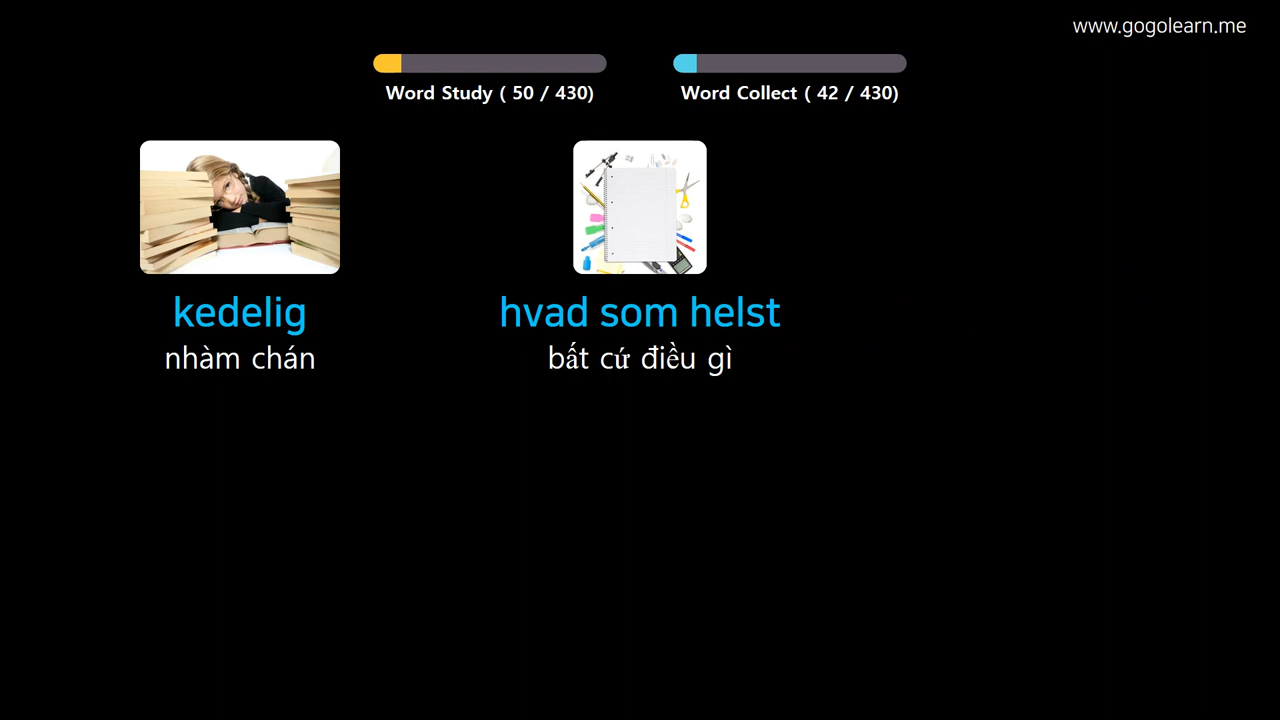 www.gogolearn.me
Word Study ( 50 / 430)
Word Collect ( 42 / 430)
kedelig
hvad som helst
nhàm chán
bất cứ điều gì